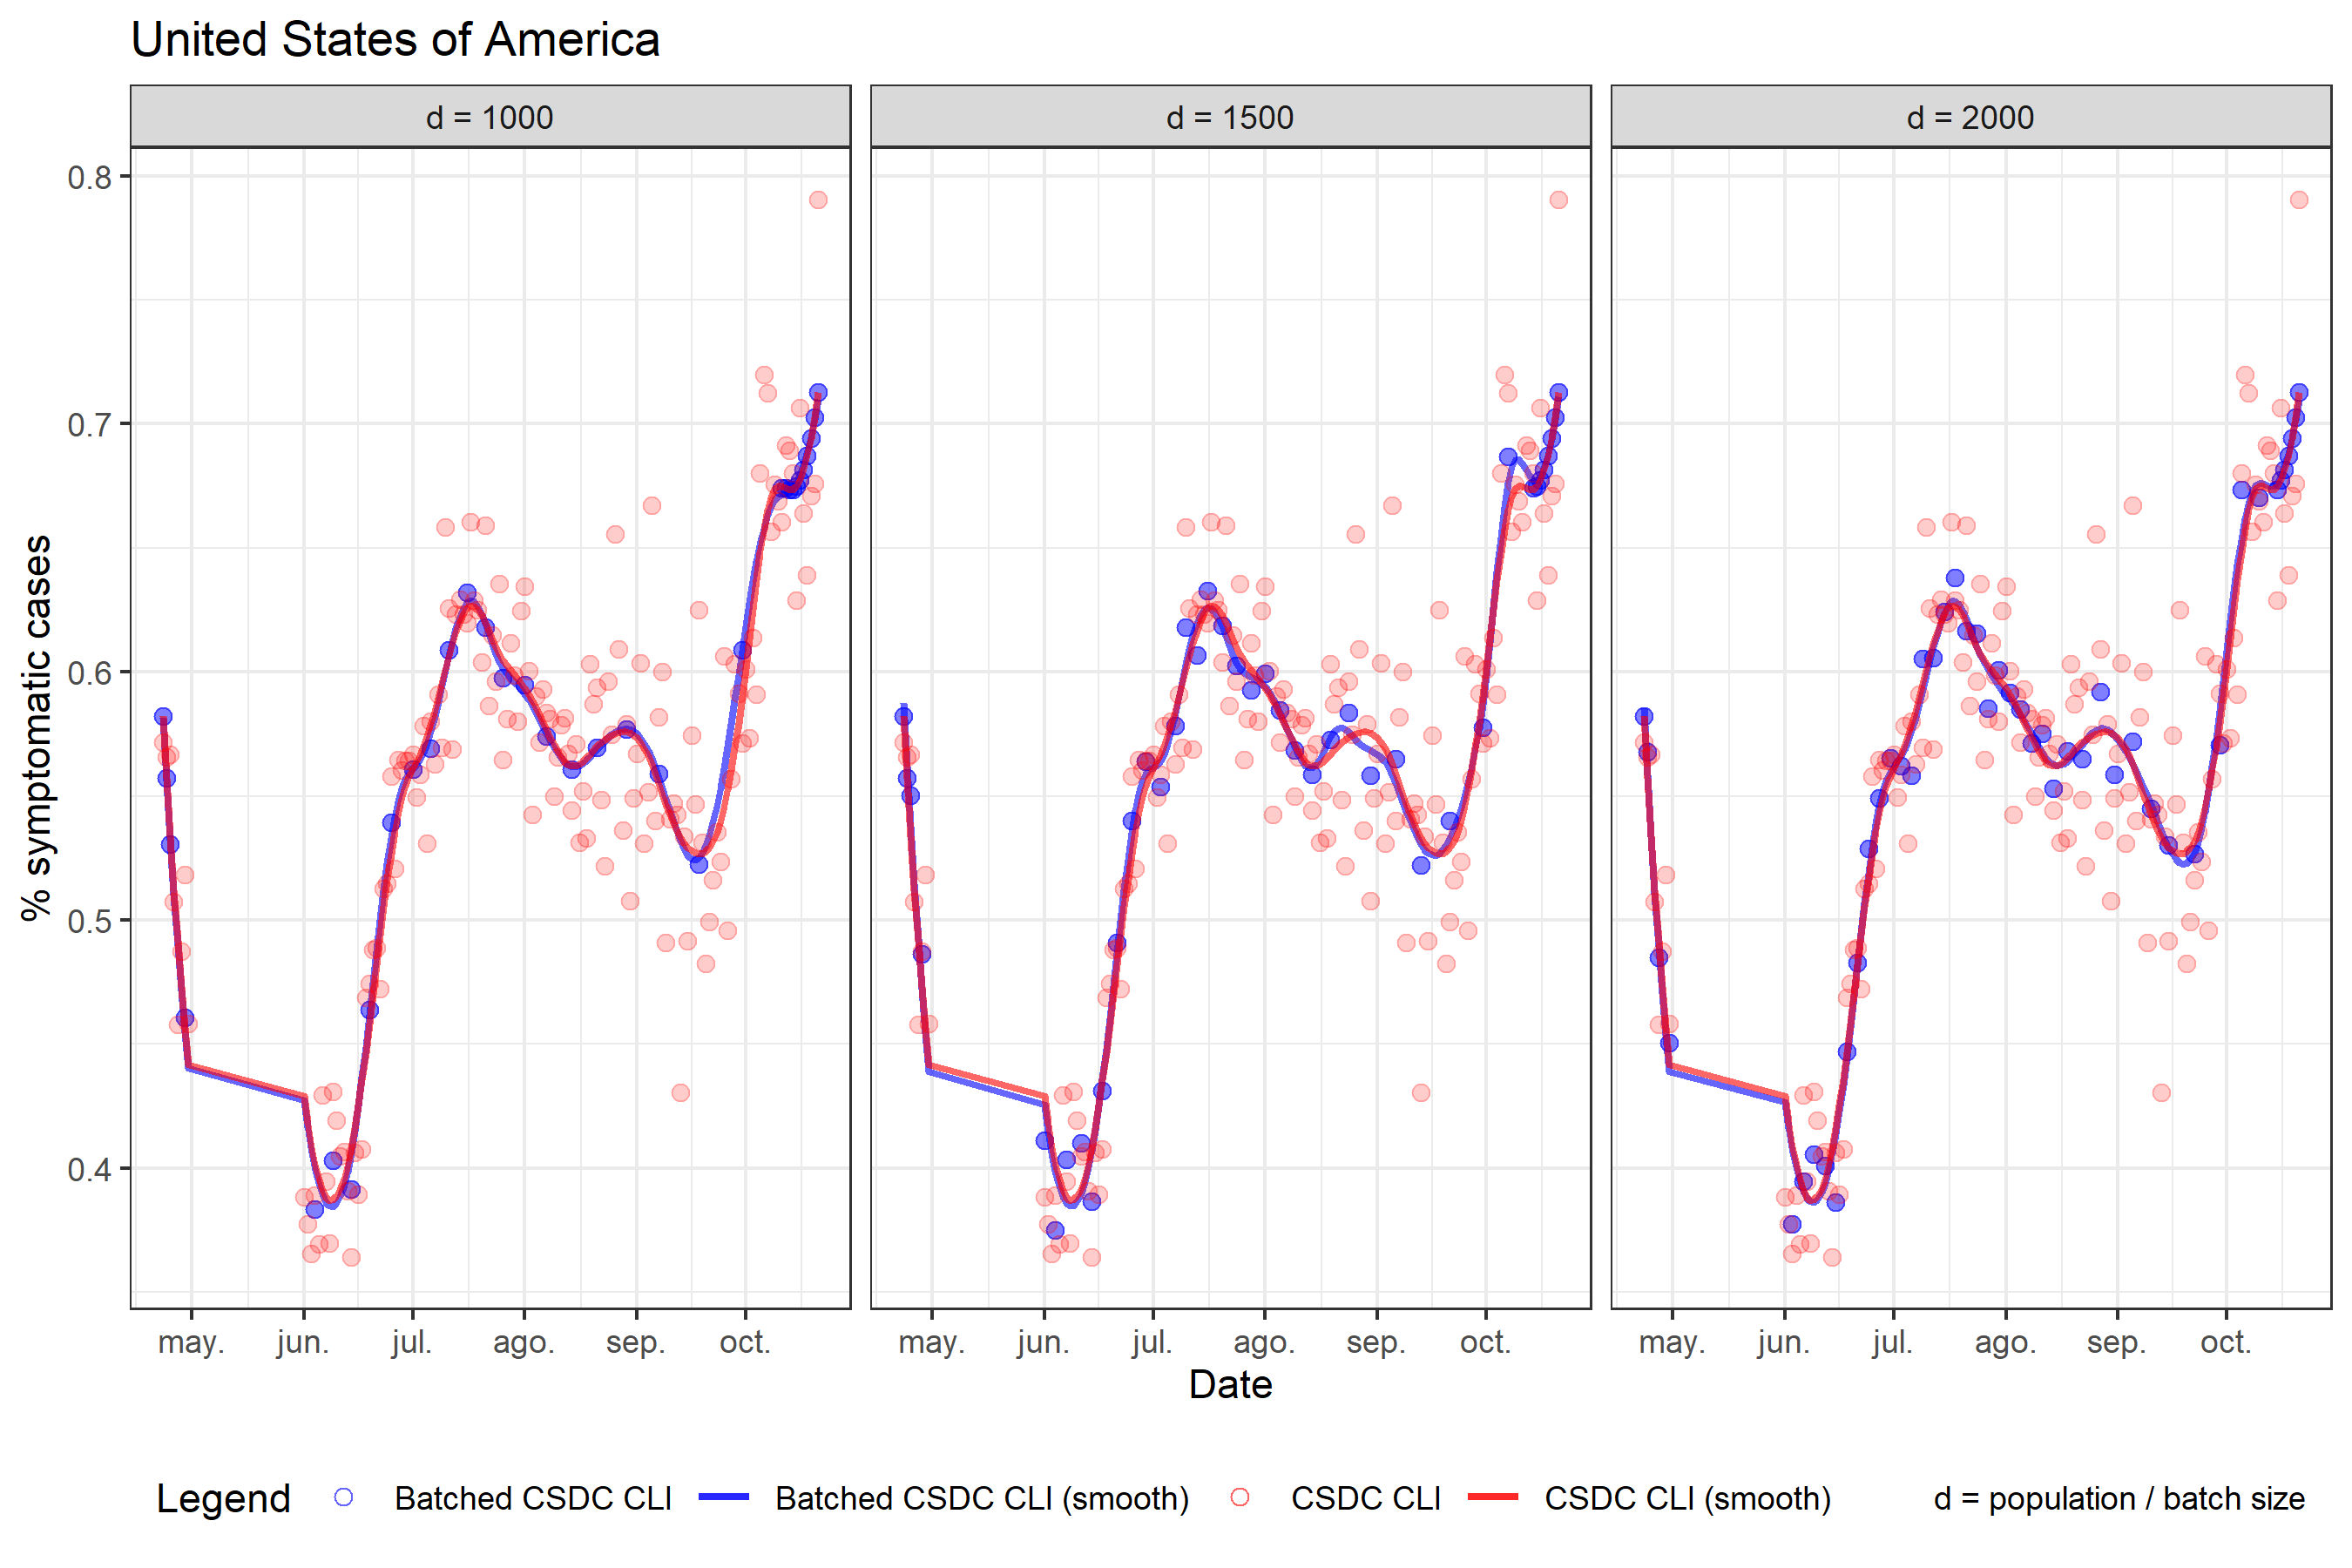 United States of America
d = 1000 d = 1500 d = 2000
% symptomatic cases
0.8
0.7
0.6
0.5
0.4
may. jun. jul. ago. sep. oct. may. jun. jul. ago. sep. oct. may. jun. jul. ago. sep. oct.
Date
Legend Batched CSDC CLI Batched CSDC CLI (smooth) CSDC CLI CSDC CLI (smooth) d = population / batch size